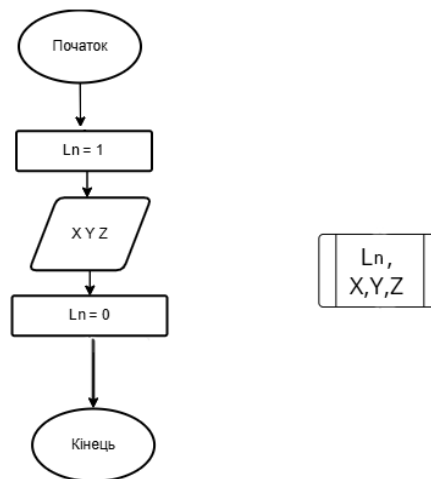 Початок
Ln = 1
X Y Z
Ln = 0
Кінець
Ln,
X,Y,Z